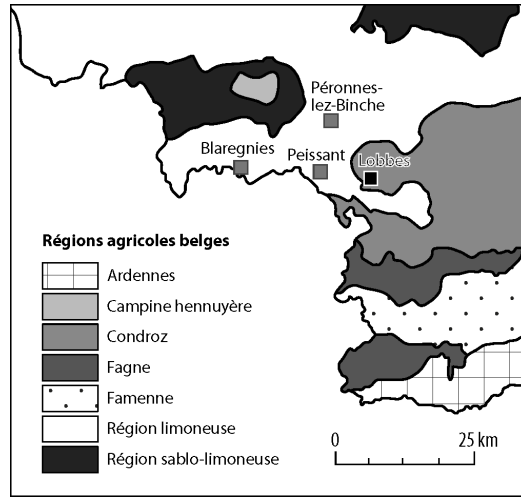 Péronnes-
lez-Binche
Blaregnies
Peissant
Lobbes
Régions agricoles belges
Ardennes
Campine hennuyère
Condroz
Fagne
Famenne
Région limoneuse
Région sablo-limoneuse
0
25 km